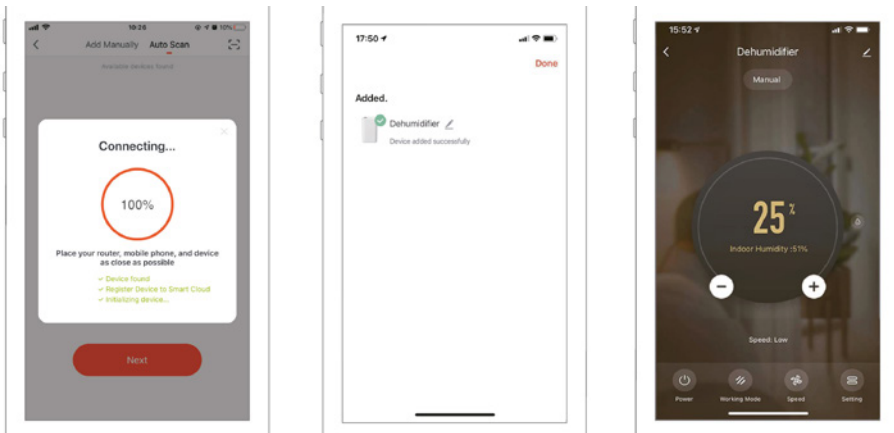 10:26
10%
Add Manually Auto Scan
Available devices found
Connecting...
100%
Place your router, mobile phone, and device
as close as possible
✓ Device found
✓ Register Device to Smart Cloud
✓ Initializing device...
Next
17:50
Done
Added.
Dehumidifier
Device added successfully
15:52
Dehumidifier
Manual
25 %
Indoor Humidity :51%
Speed: Low
Power Working Mode Speed Setting